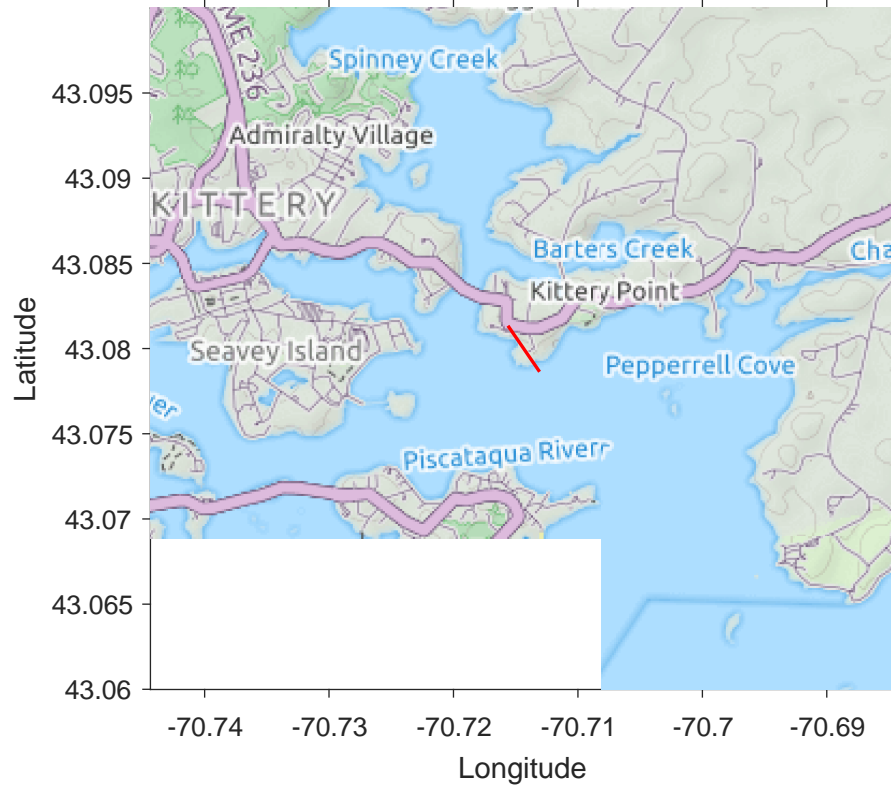 ME 236
Spinney Creek
43.095
Admiralty Village
43.09
KITTERY
Barters Creek
Cha
43.085
Kittery Point
Latitude
43.08
Seavey Island
Pepperrell Cove
ver
43.075
Piscataqua River
43.07
43.065
43.06
-70.74
-70.73
-70.72
-70.71
-70.7
-70.69
Longitude